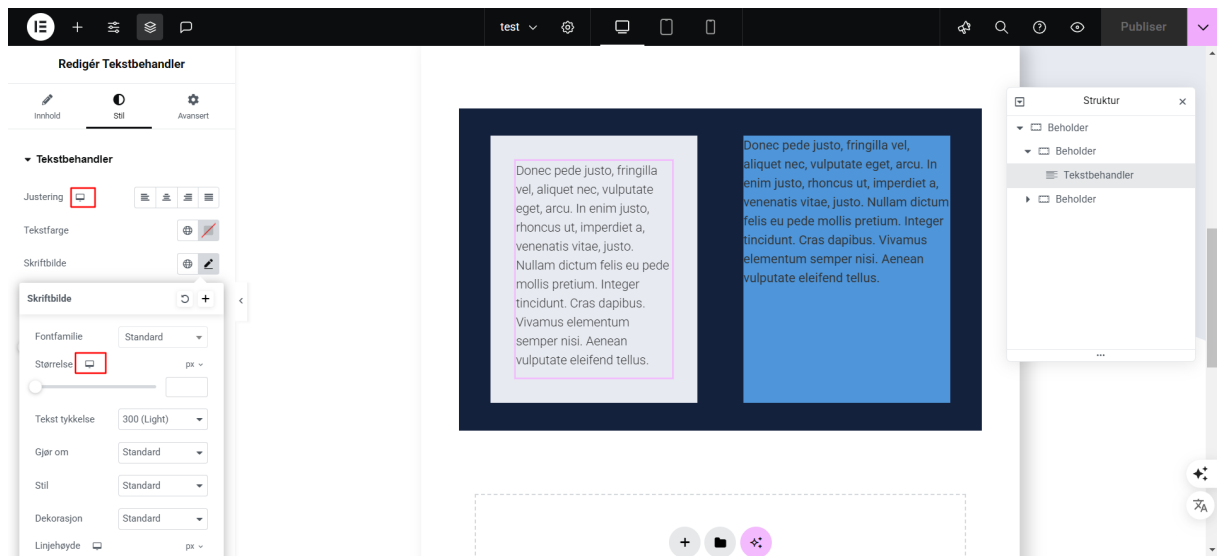 test
Publiser
Redigér Tekstbehandler
Innhold
Stil
Avansert
Tekstbehandler
Justering
Tekstfarge
Skriftbilde
Skriftbilde
Fontfamilie
Standard
Størrelse
px
Tekst tykkelse
300 (Light)
Gjør om
Standard
Stil
Standard
Dekorasjon
Standard
Linjehøyde
px
Donec pede justo, fringilla
vel, aliquet nec, vulputate
eget, arcu. In enim justo,
rhoncus ut, imperdiet a,
venenatis vitae, justo.
Nullam dictum felis eu pede
mollis pretium. Integer
tincidunt. Cras dapibus.
Vivamus elementum
semper nisi. Aenean
vulputate eleifend tellus.
Donec pede justo, fringilla vel,
aliquet nec, vulputate eget, arcu. In
enim justo, rhoncus ut, imperdiet a,
venenatis vitae, justo. Nullam dictum
felis eu pede mollis pretium. Integer
tincidunt. Cras dapibus. Vivamus
elementum semper nisi. Aenean
vulputate eleifend tellus.
Struktur
Beholder
Beholder
Tekstbehandler
Beholder